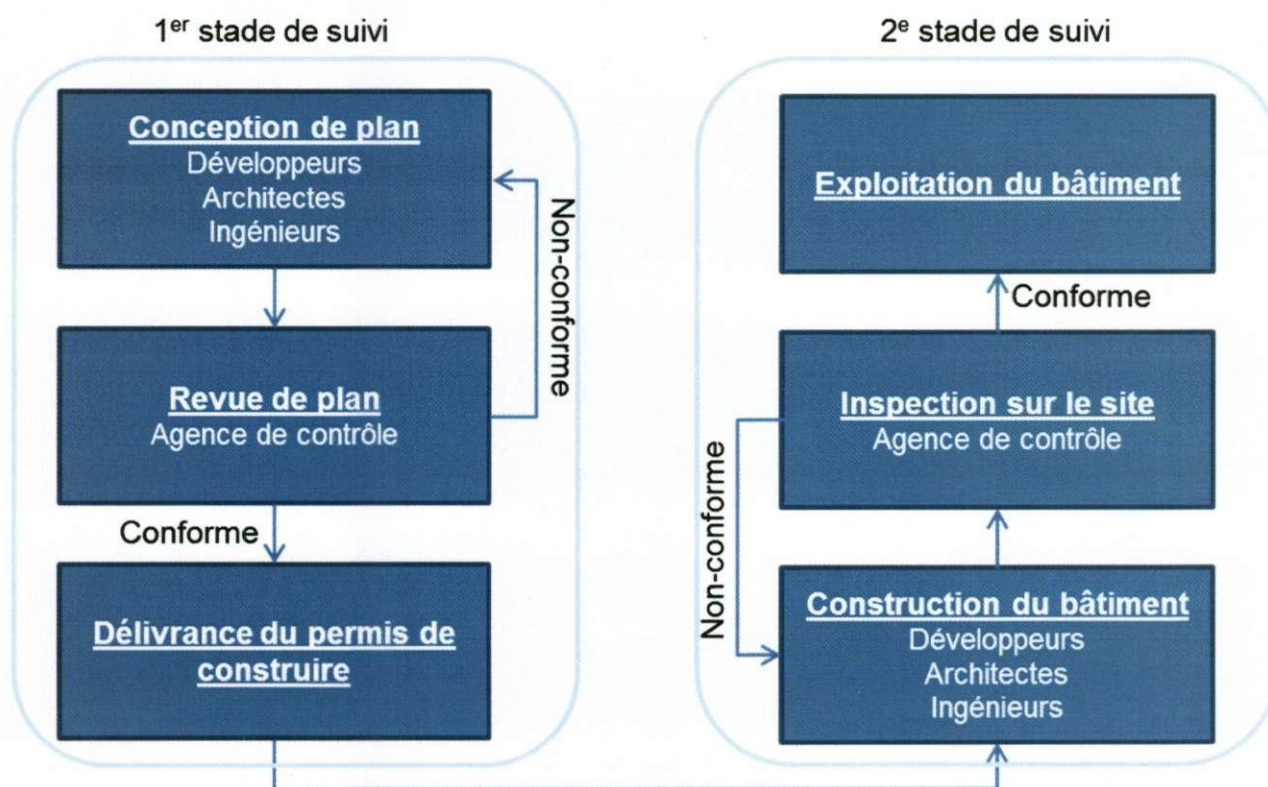 1er stade de suivi
Conception de plan
Développeurs
Architectes
Ingénieurs
Non-conforme
Revue de plan
Agence de contrôle
Conforme
Délivrance du permis de
construire
2e stade de suivi
Exploitation du bâtiment
Conforme
Inspection sur le site
Agence de contrôle
Non-conforme
Construction du bâtiment
Développeurs
Architectes
Ingénieurs